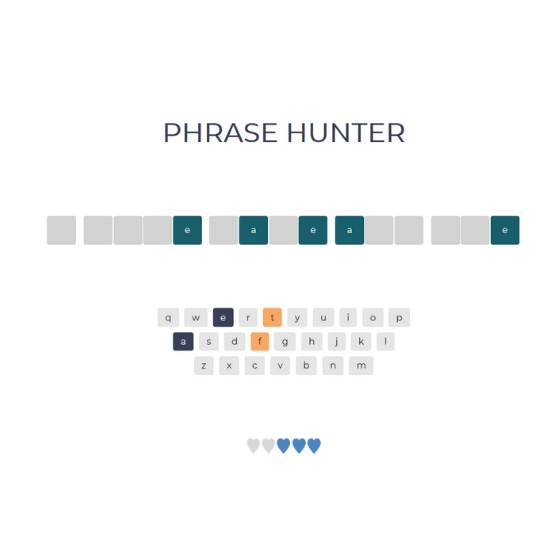 PHRASE HUNTER
e a e a e
q w e r t y u i o p
a s d f g h j k l
z x c v b n m